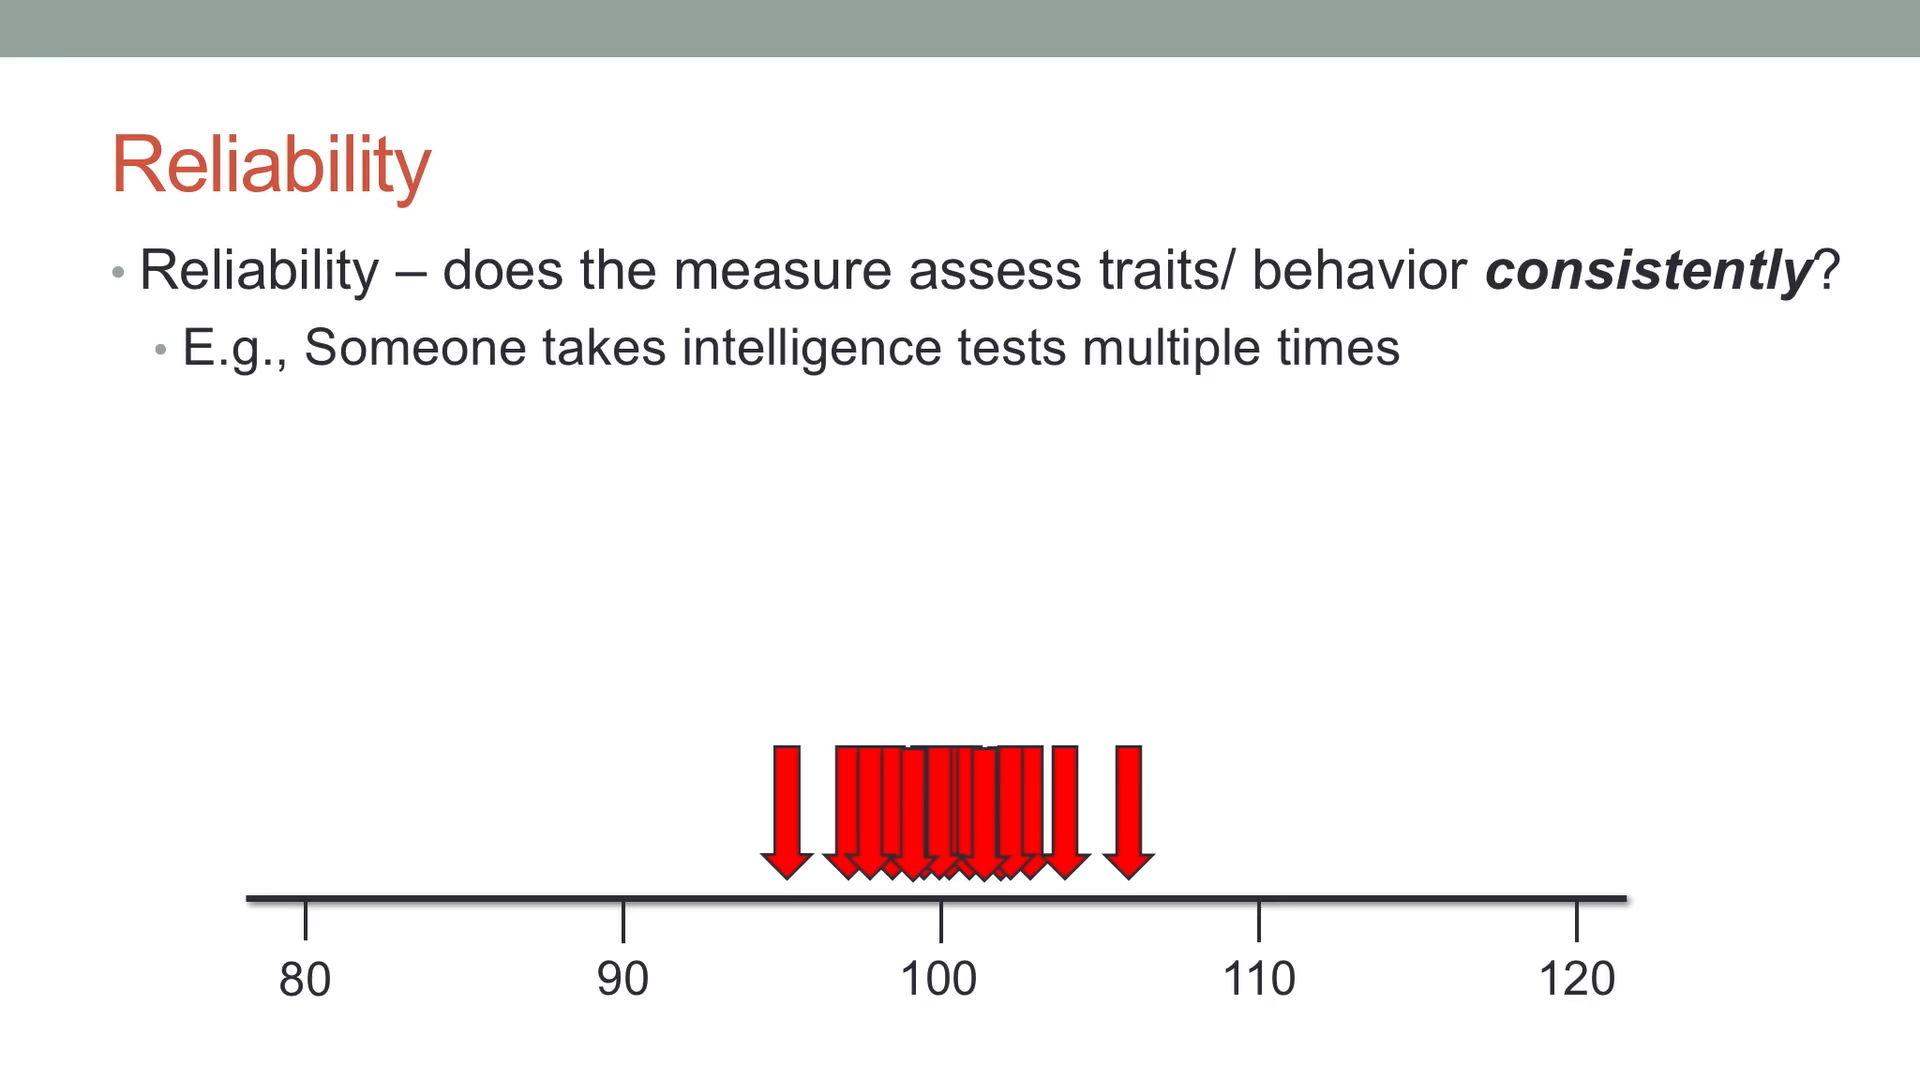 Reliability
• Reliability – does the measure assess traits/ behavior consistently?
• E.g., Someone takes intelligence tests multiple times
80 90 100 110 120